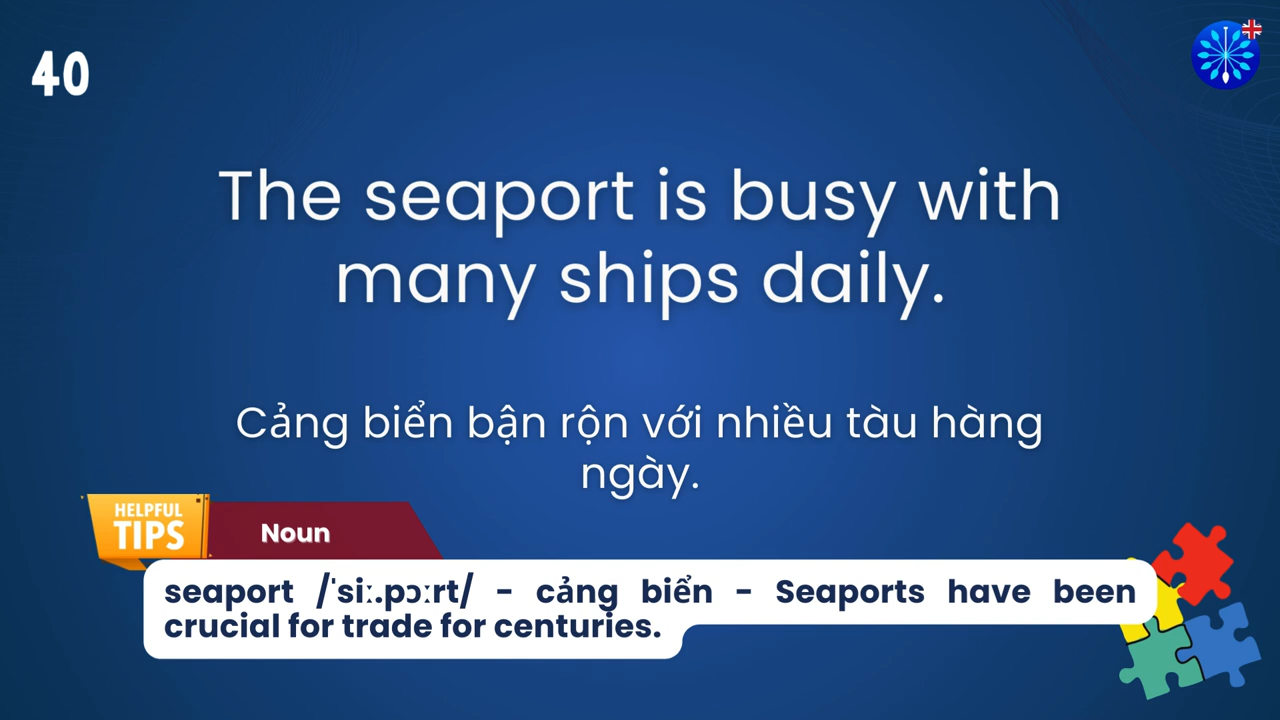 40
The seaport is busy with
many ships daily.
Cảng biển bận rộn với nhiều tàu hàng
ngày.
HELPFUL
TIPS
Noun
seaport /ˈsiː.pɔːrt/ - cảng biển - Seaports have been
crucial for trade for centuries.